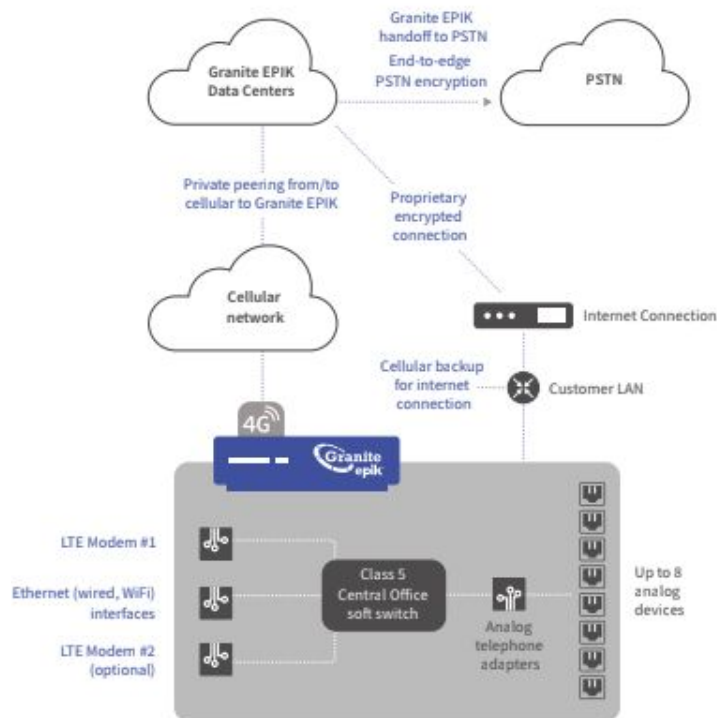 Granite EPIK
handoff to PSTN
End-to-edge
PSTN encryption
Granite EPIK
Data Centers
PSTN
Private peering from/to
cellular to Granite EPIK
Proprietary
encrypted
connection
Cellular
network
Internet Connection
Cellular backup
for internet
connection
Customer LAN
4G
Granite
epik
LTE Modem #1
Ethernet (wired, WiFi)
interfaces
LTE Modem #2
(optional)
Class 5
Central Office
soft switch
Analog
telephone
adapters
Up to 8
analog
devices